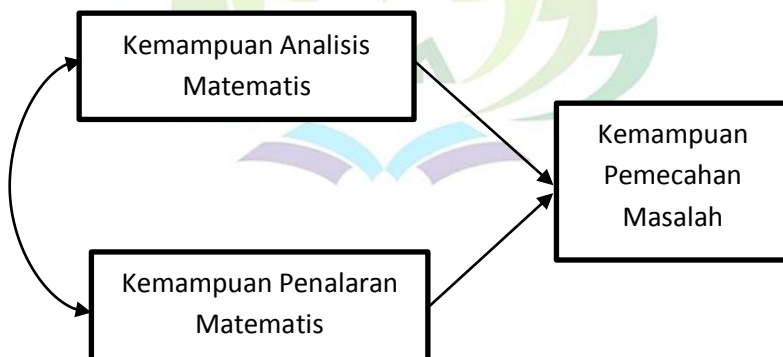 Kemampuan Analisis
Matematis
Kemampuan
Pemecahan
Masalah
Kemampuan Penalaran
Matematis